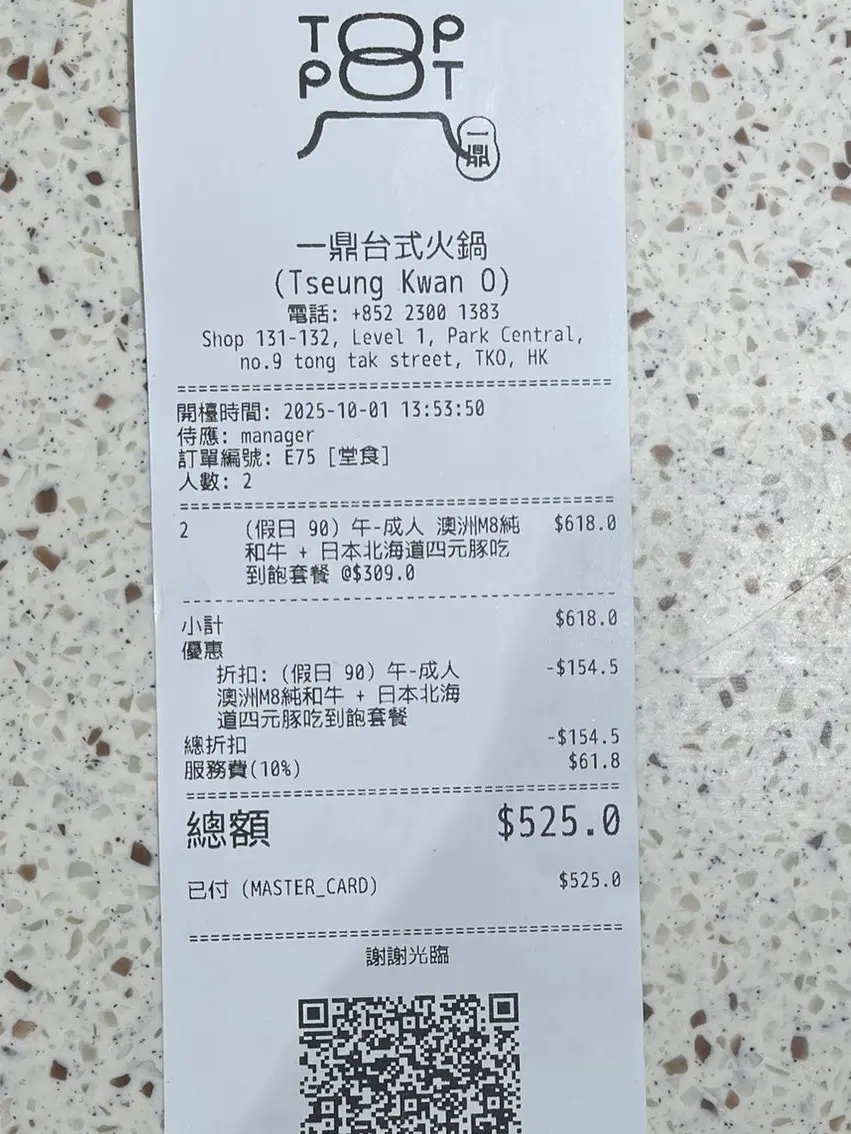 TOP
POT
一鼎
一鼎台式火鍋
(Tseung Kwan O)
電話: +852 2300 1383
Shop 131-132, Level 1, Park Central,
no.9 tong tak street, TKO, HK
開檯時間: 2025-10-01 13:53:50
侍應: manager
訂單編號: E75 [堂食]
人數: 2
2 (假日 90) 午-成人 澳洲M8純 $618.0
和牛 + 日本北海道四元豚吃
到飽套餐 @$309.0
小計 $618.0
優惠
折扣: (假日 90) 午-成人 -$154.5
澳洲M8純和牛 + 日本北海
道四元豚吃到飽套餐
總折扣 -$154.5
服務費(10%) $61.8
總額 $525.0
已付 (MASTER_CARD) $525.0
謝謝光臨